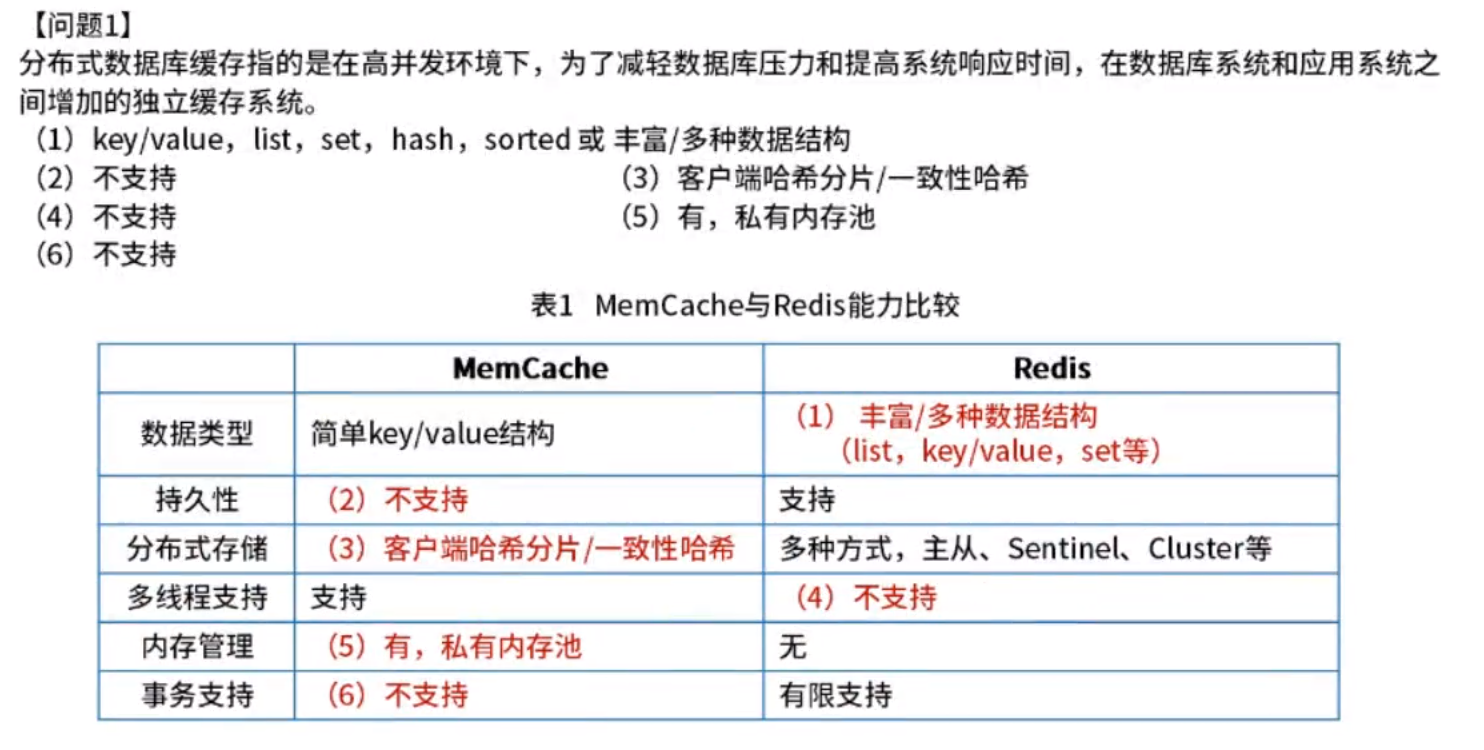 【问题1】
分布式数据库缓存指的是在高并发环境下，为了减轻数据库压力和提高系统响应时间，在数据库系统和应用系统之
间增加的独立缓存系统。
（1）key/value，list，set，hash，sorted 或 丰富/多种数据结构
（2）不支持 （3）客户端哈希分片/一致性哈希
（4）不支持 （5）有，私有内存池
（6）不支持
表1 MemCache与Redis能力比较
MemCache Redis
数据类型 简单key/value结构 （1） 丰富/多种数据结构
（list，key/value，set等）
持久性 （2）不支持 支持
分布式存储 （3）客户端哈希分片/一致性哈希 多种方式，主从、Sentinel、Cluster等
多线程支持 支持 （4）不支持
内存管理 （5）有，私有内存池 无
事务支持 （6）不支持 有限支持